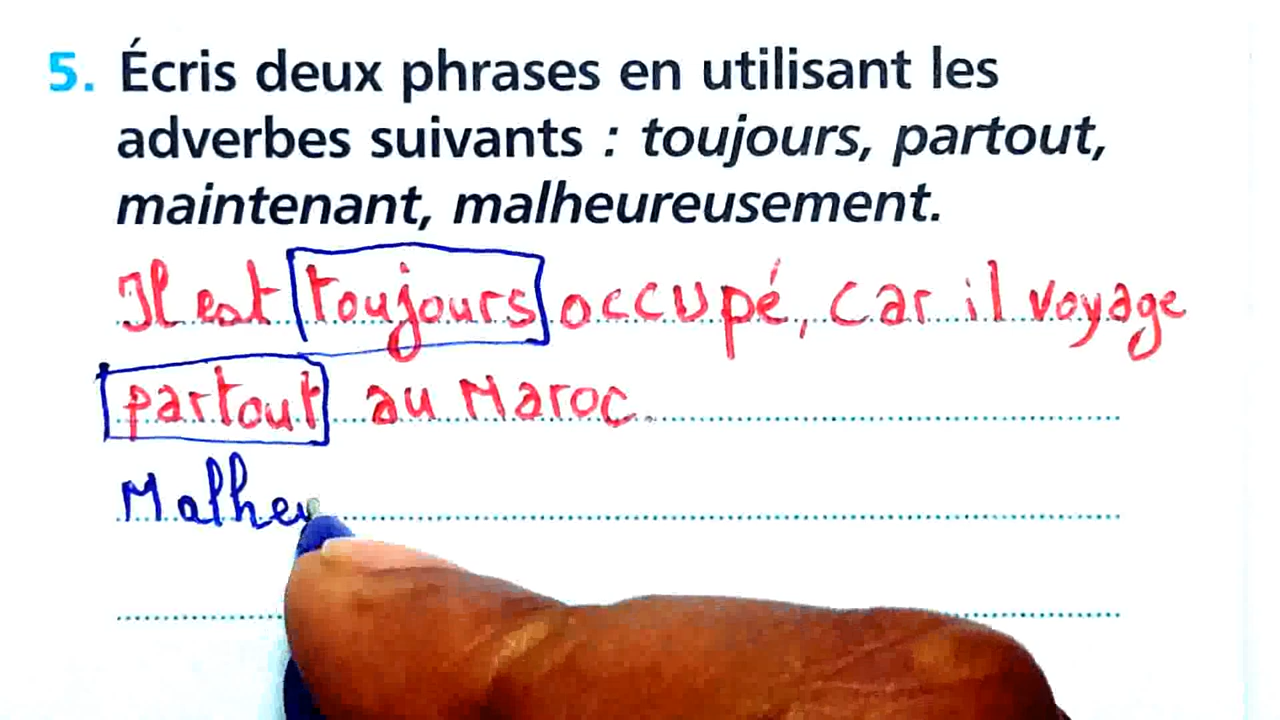 5. Écris deux phrases en utilisant les
adverbes suivants : toujours, partout,
maintenant, malheureusement.
Il est toujours occupé, car il voyage
partout au Maroc.
Malheu